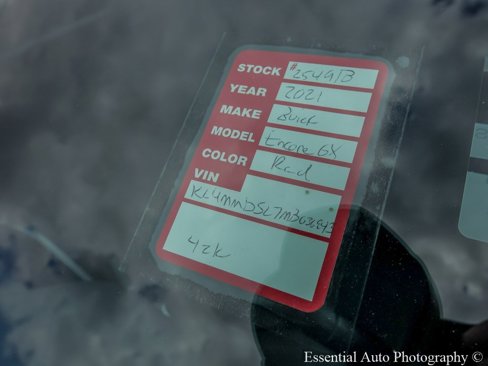 STOCK #25491B
YEAR 2021
MAKE Buick
MODEL Encore GX
COLOR Red
VIN
42k
Essential Auto Photography ©